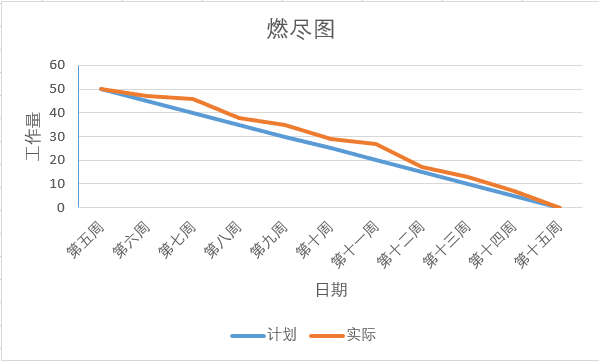 燃尽图
60
50
40
30
20
10
0
工作量
第五周 第六周 第七周 第八周 第九周 第十周 第十一周 第十二周 第十三周 第十四周 第十五周
日期
计划 实际